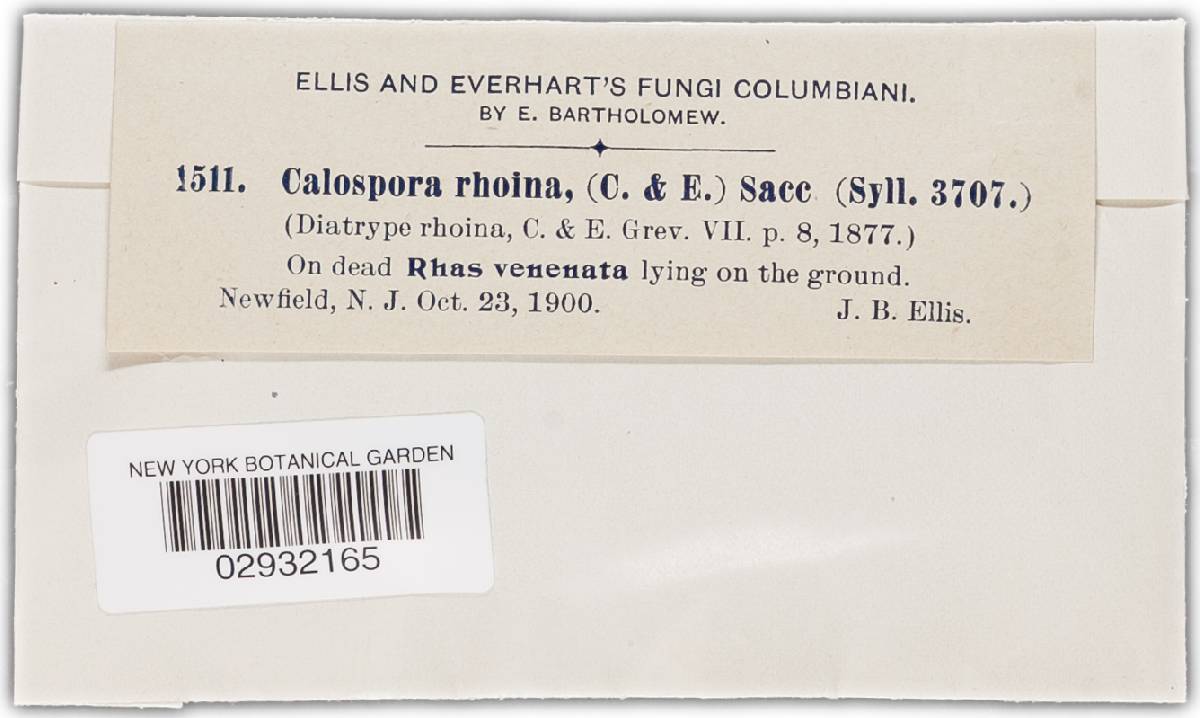 ELLIS AND EVERHART'S FUNGI COLUMBIANI.
BY E. BARTHOLOMEW.
1511. Calospora rhoina, (C. & E.) Sacc. (Syll. 3707.)
(Diatrype rhoina, C. & E. Grev. VII. p. 8, 1877.)
On dead Rhas venenata lying on the ground.
Newfield, N. J. Oct. 23, 1900. J. B. Ellis.
NEW YORK BOTANICAL GARDEN
02932165